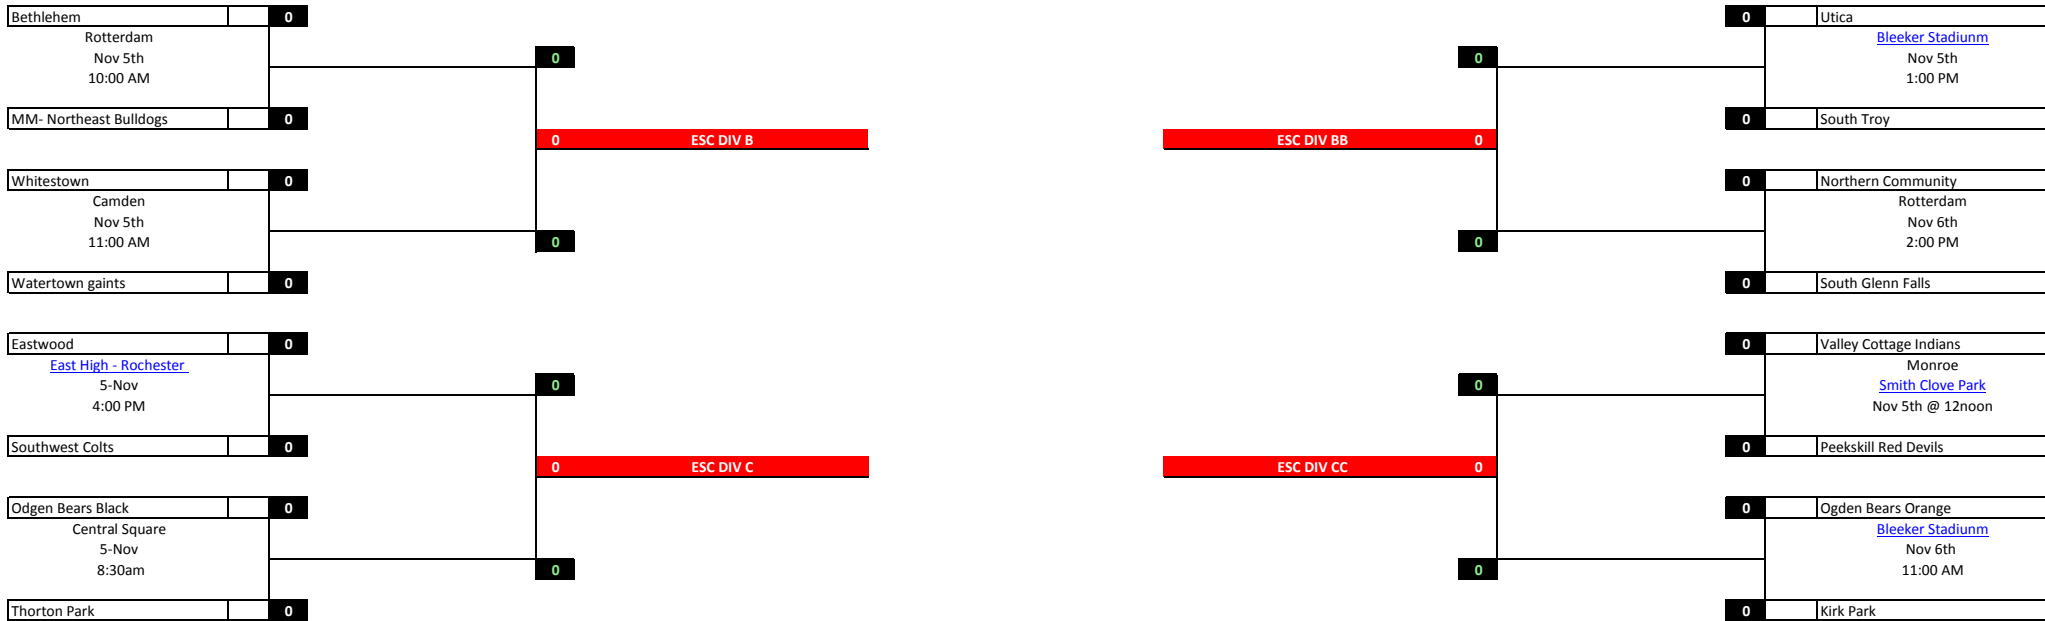 Bethlehem 0
Rotterdam
Nov 5th
10:00 AM
0
MM- Northeast Bulldogs 0
0 ESC DIV B
Whitestown 0
Camden
Nov 5th
11:00 AM
0
Watertown gaints 0
Eastwood 0
East High - Rochester
5-Nov
4:00 PM
0
Southwest Colts 0
0 ESC DIV C
Odgen Bears Black 0
Central Square
5-Nov
8:30am
0
Thorton Park 0
0 Utica
Bleeker Stadiunm
Nov 5th
1:00 PM
0
0 South Troy
ESC DIV BB 0
0 Northern Community
Rotterdam
Nov 6th
2:00 PM
0
0 South Glenn Falls
0 Valley Cottage Indians
Monroe
Smith Clove Park
Nov 5th @ 12noon
0
0 Peekskill Red Devils
ESC DIV CC 0
0 Ogden Bears Orange
Bleeker Stadiunm
Nov 6th
11:00 AM
0
0 Kirk Park